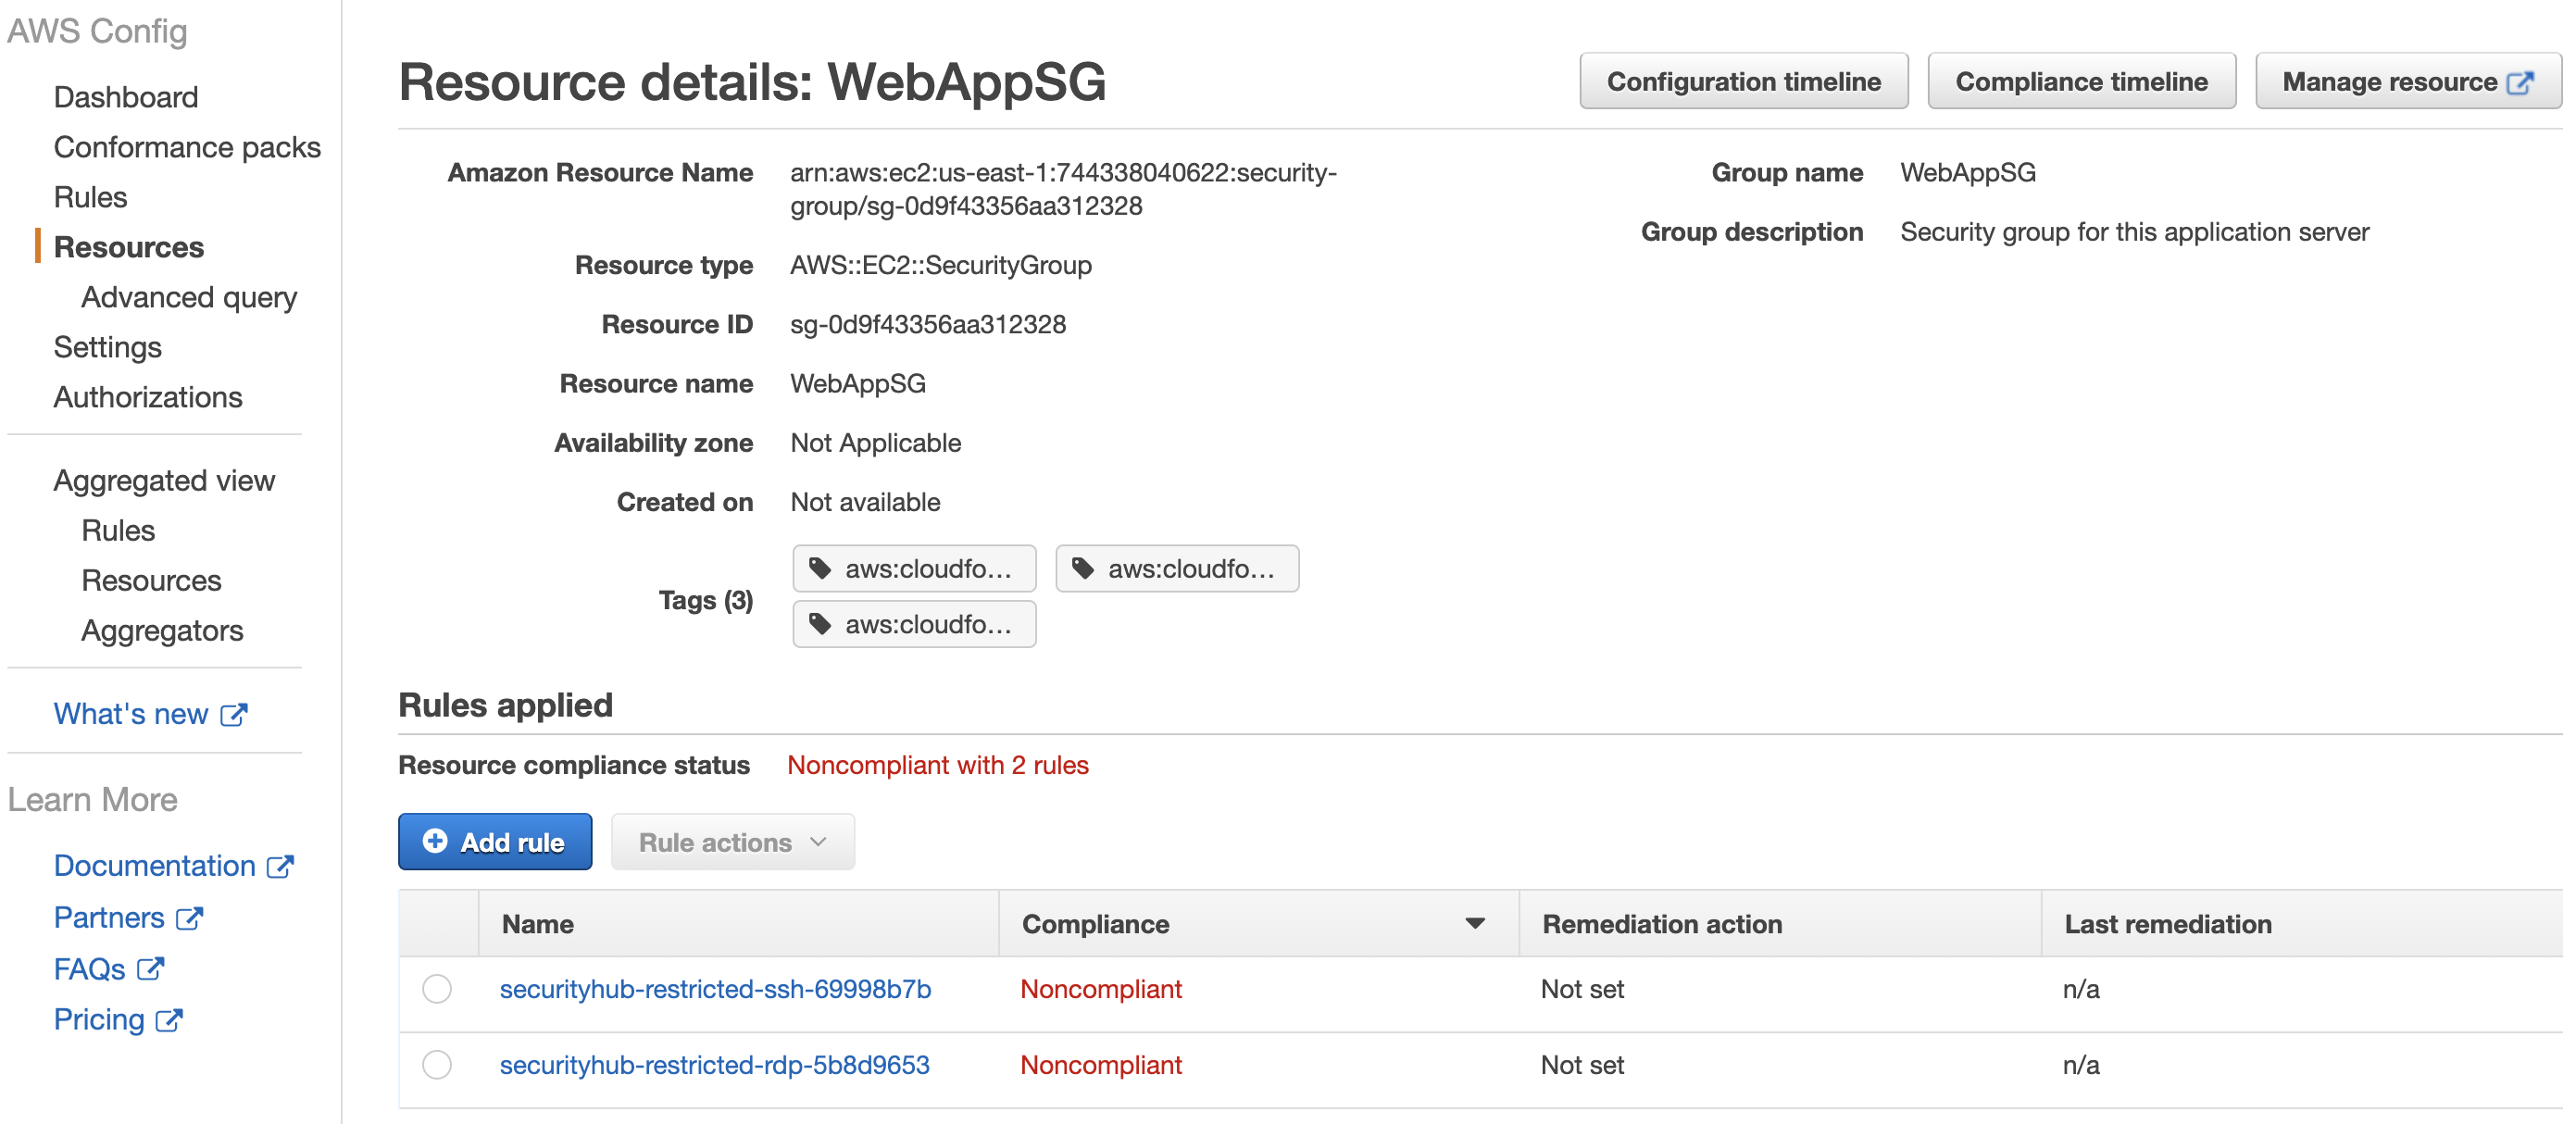 AWS Config
Dashboard
Conformance packs
Rules
Resources
Advanced query
Settings
Authorizations
Aggregated view
Rules
Resources
Aggregators
What's new
Learn More
Documentation
Partners
FAQs
Pricing
Resource details: WebAppSG
Configuration timeline
Compliance timeline
Manage resource
Amazon Resource Name arn:aws:ec2:us-east-1:744338040622:security-
group/sg-0d9f43356aa312328
Resource type AWS::EC2::SecurityGroup
Resource ID sg-0d9f43356aa312328
Resource name WebAppSG
Availability zone Not Applicable
Created on Not available
Tags (3) aws:cloudfo... aws:cloudfo...
aws:cloudfo...
Group name WebAppSG
Group description Security group for this application server
Rules applied
Resource compliance status Noncompliant with 2 rules
Add rule Rule actions
Name Compliance Remediation action Last remediation
securityhub-restricted-ssh-69998b7b Noncompliant Not set n/a
securityhub-restricted-rdp-5b8d9653 Noncompliant Not set n/a